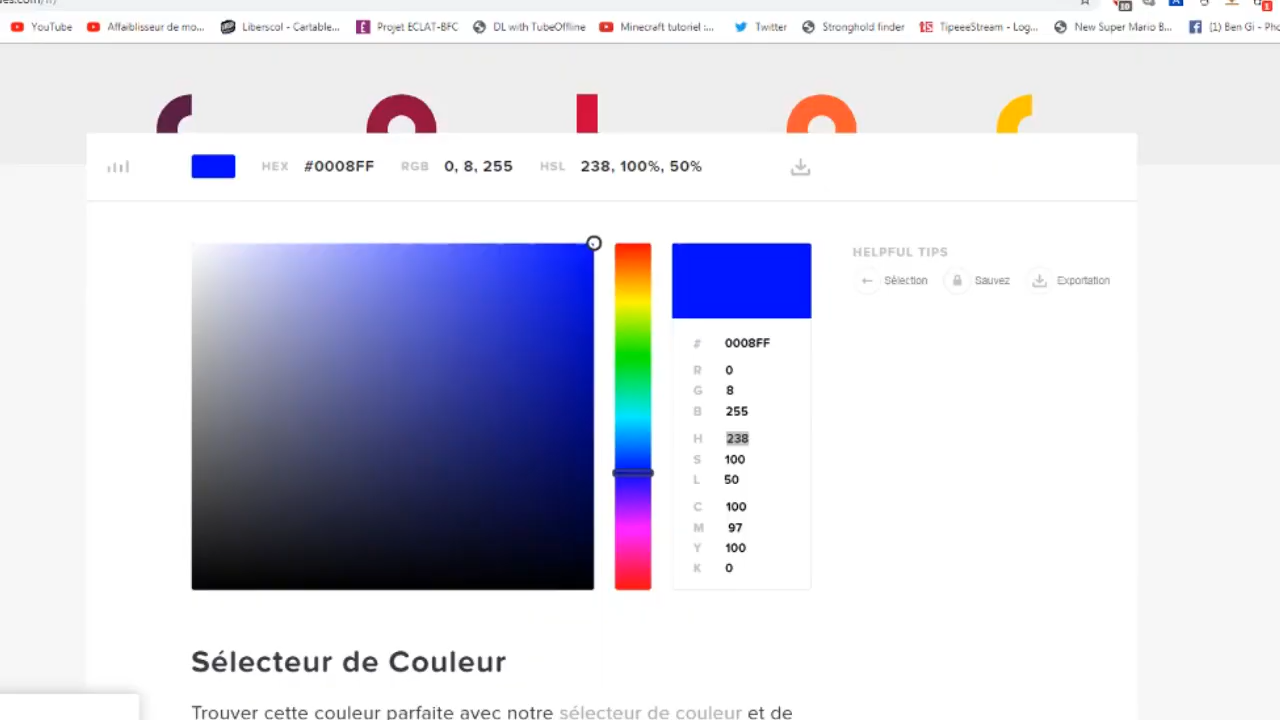 YouTube Affaiblisseur de mo... Liberscol - Cartable... Projet ECLAT-BFC DL with TubeOffline Minecraft tutoriel :... Twitter Stronghold finder TipeeeStream - Log... New Super Mario B... (1) Ben Gi - Pho
HEX #0008FF RGB 0, 8, 255 HSL 238, 100%, 50%
HELPFUL TIPS
Sélection Sauvez Exportation
# 0008FF
R 0
G 8
B 255
H 238
S 100
L 50
C 100
M 97
Y 100
K 0
Sélecteur de Couleur
Trouver cette couleur parfaite avec notre sélecteur de couleur et de